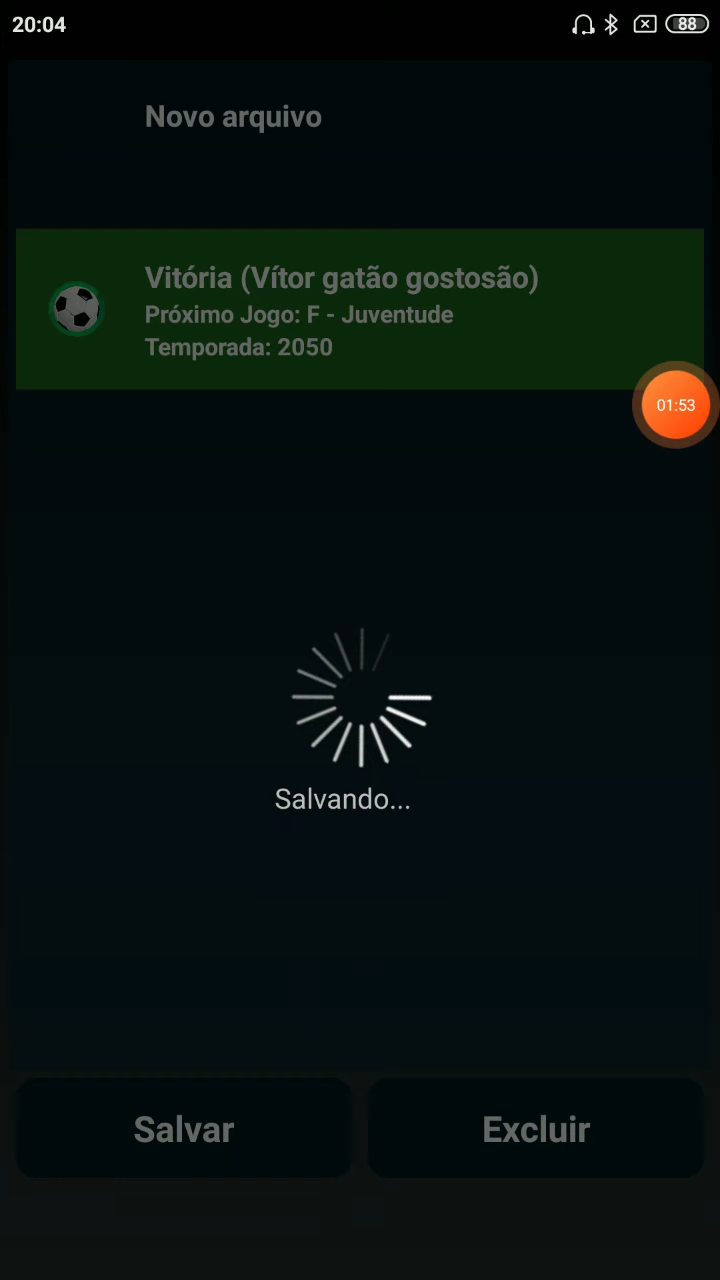 20:04
88
Novo arquivo
Vitória (Vítor gatão gostosão)
Próximo Jogo: F - Juventude
Temporada: 2050
01:53
Salvando...
Salvar
Excluir